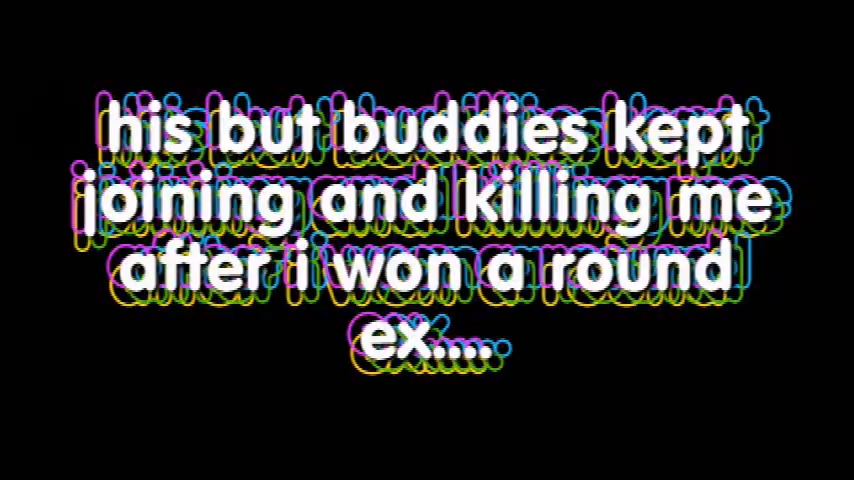 his but buddies kept
joining and killing me
after i won a round
ex....